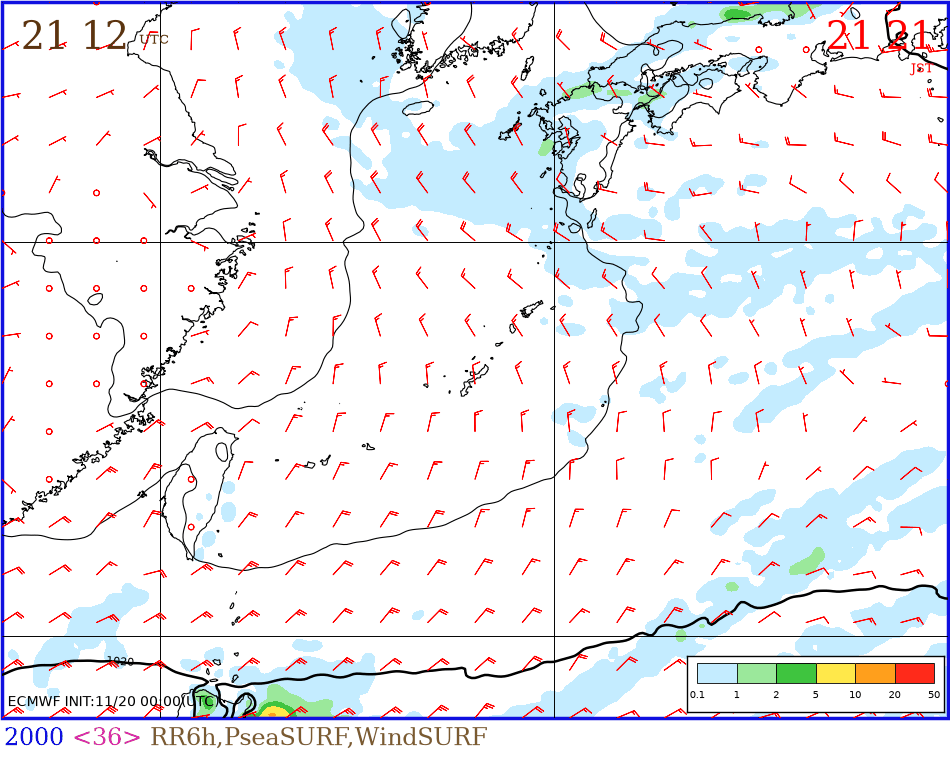 21 12 UTC
21 21
JST
1020
ECMWF INIT:11/20 00:00(UTC)
0.1 1 2 5 10 20 50
2000 <36> RR6h,PseaSURF,WindSURF